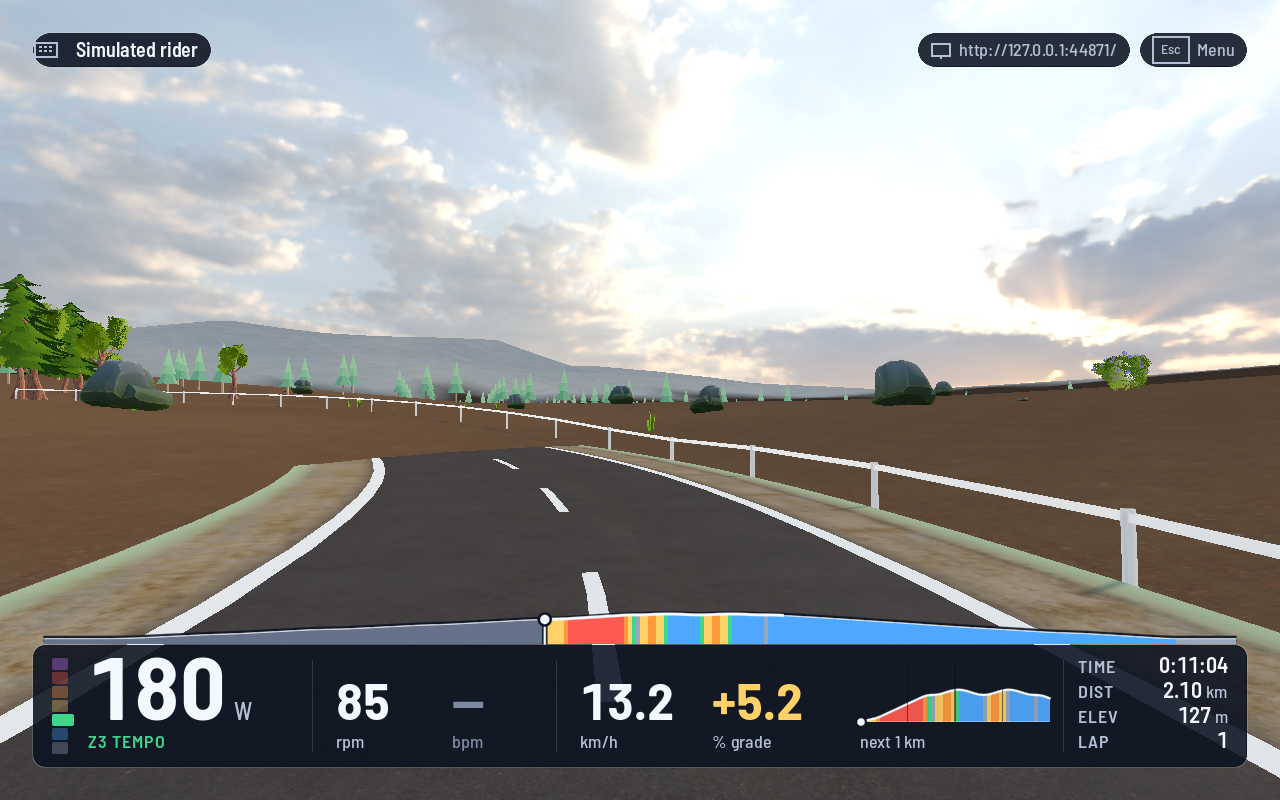 Simulated rider
http://127.0.0.1:44871/
Esc Menu
180 W
Z3 TEMPO
85
rpm
—
bpm
13.2
km/h
+5.2
% grade
next 1 km
TIME 0:11:04
DIST 2.10 km
ELEV 127 m
LAP 1